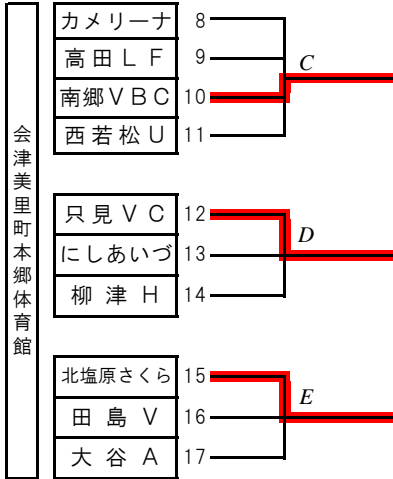 会津美里町本郷体育館
カメリーナ 8
高田ＬＦ 9
C
南郷ＶＢＣ 10
西若松Ｕ 11
只見ＶＣ 12
D
にしあいづ 13
柳津Ｈ 14
北塩原さくら 15
E
田島Ｖ 16
大谷Ａ 17